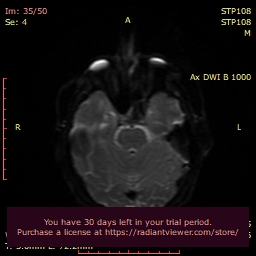 Im: 35/50
Se: 4
A
STP108
STP108
M
Ax DWI B 1000
R
L
You have 30 days left in your trial period.
Purchase a license at https://radiantviewer.com/store/